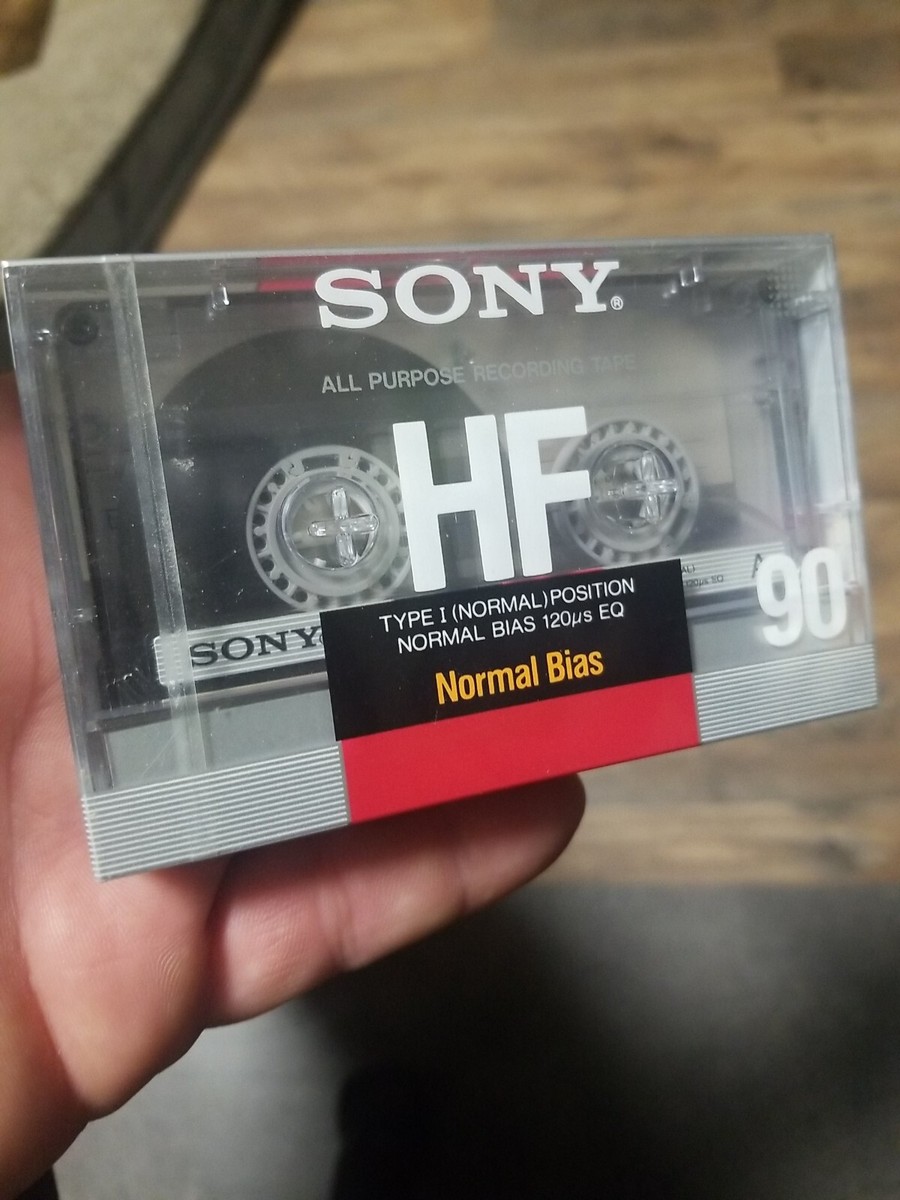 SONY®
ALL PURPOSE RECORDING TAPE
HF
TYPE I (NORMAL) POSITION
NORMAL BIAS 120µs EQ
Normal Bias
90
SONY
A